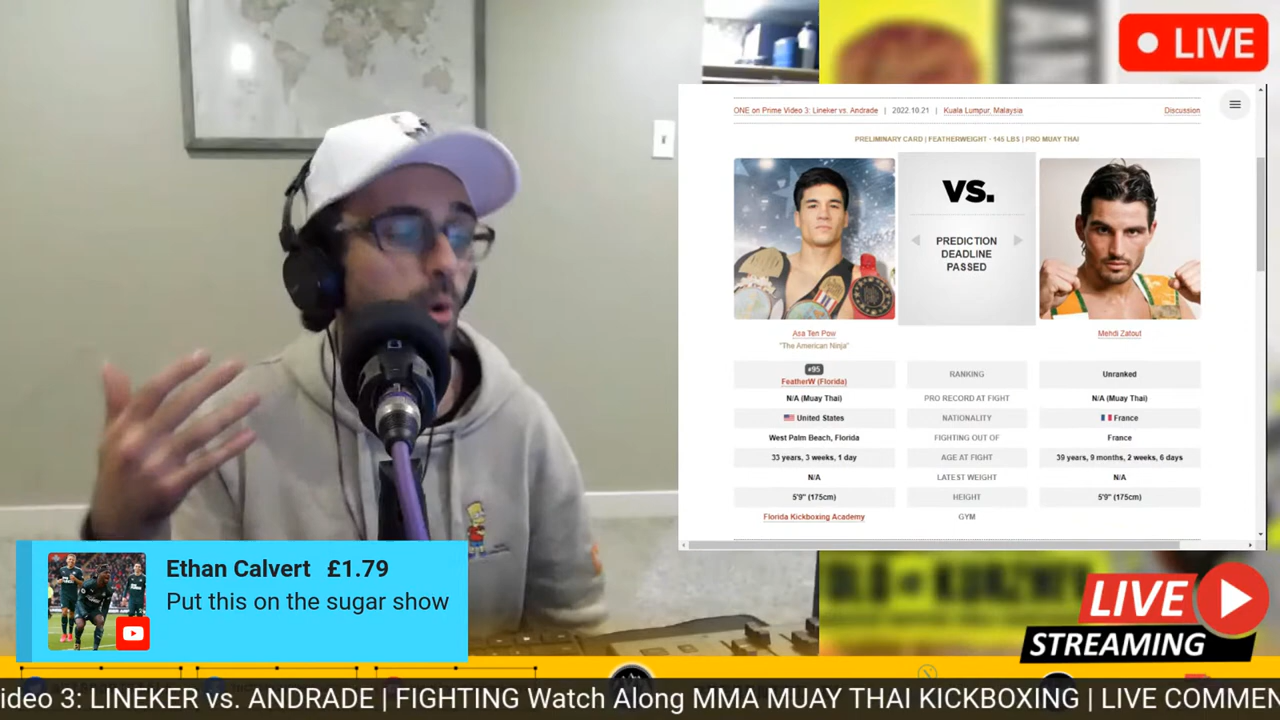 LIVE
ONE on Prime Video 3: Lineker vs. Andrade | 2022.10.21 | Kuala Lumpur, Malaysia Discussion
PRELIMINARY CARD | FEATHERWEIGHT · 145 LBS | PRO MUAY THAI
VS.
PREDICTION
DEADLINE
PASSED
Asa Ten Pow
"The American Ninja"
Mehdi Zatout
#95
FeatherW (Florida) RANKING Unranked
N/A (Muay Thai) PRO RECORD AT FIGHT N/A (Muay Thai)
United States NATIONALITY France
West Palm Beach, Florida FIGHTING OUT OF France
33 years, 3 weeks, 1 day AGE AT FIGHT 39 years, 9 months, 2 weeks, 6 days
N/A LATEST WEIGHT N/A
5'9" (175cm) HEIGHT 5'9" (175cm)
Florida Kickboxing Academy GYM
Ethan Calvert £1.79
Put this on the sugar show
LIVE
STREAMING
ideo 3: LINEKER vs. ANDRADE | FIGHTING Watch Along MMA MUAY THAI KICKBOXING | LIVE COMMEN